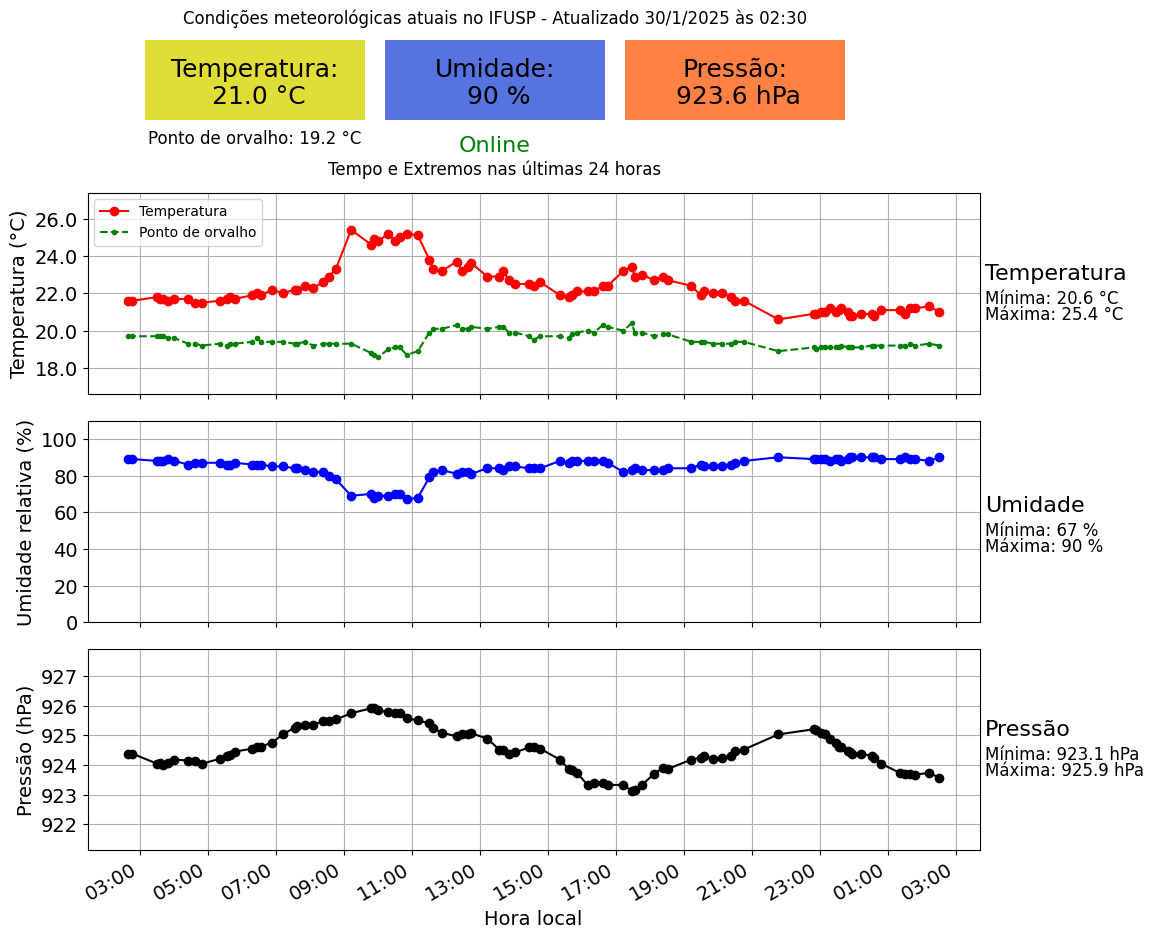 Condições meteorológicas atuais no IFUSP - Atualizado 30/1/2025 às 02:30
Temperatura:
21.0 °C
Umidade:
90 %
Pressão:
923.6 hPa
Ponto de orvalho: 19.2 °C
Online
Tempo e Extremos nas últimas 24 horas
Temperatura (°C)
26.0
24.0
22.0
20.0
18.0
Temperatura
Ponto de orvalho
Temperatura
Mínima: 20.6 °C
Máxima: 25.4 °C
Umidade relativa (%)
100
80
60
40
20
0
Umidade
Mínima: 67 %
Máxima: 90 %
Pressão (hPa)
927
926
925
924
923
922
Pressão
Mínima: 923.1 hPa
Máxima: 925.9 hPa
03:00 05:00 07:00 09:00 11:00 13:00 15:00 17:00 19:00 21:00 23:00 01:00 03:00
Hora local